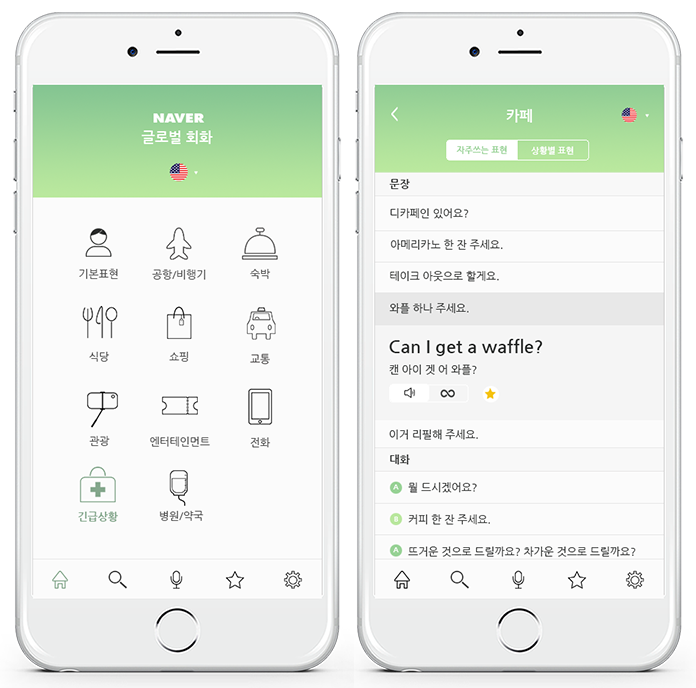 NAVER
글로벌 회화
기본표현
공항/비행기
숙박
식당
쇼핑
교통
관광
엔터테인먼트
전화
긴급상황
병원/약국
카페
자주쓰는 표현
상황별 표현
문장
디카페인 있어요?
아메리카노 한 잔 주세요.
테이크 아웃으로 할게요.
와플 하나 주세요.
Can I get a waffle?
캔 아이 겟 어 와플?
이거 리필해 주세요.
대화
A 뭘 드시겠어요?
B 커피 한 잔 주세요.
A 뜨거운 것으로 드릴까요? 차가운 것으로 드릴까요?